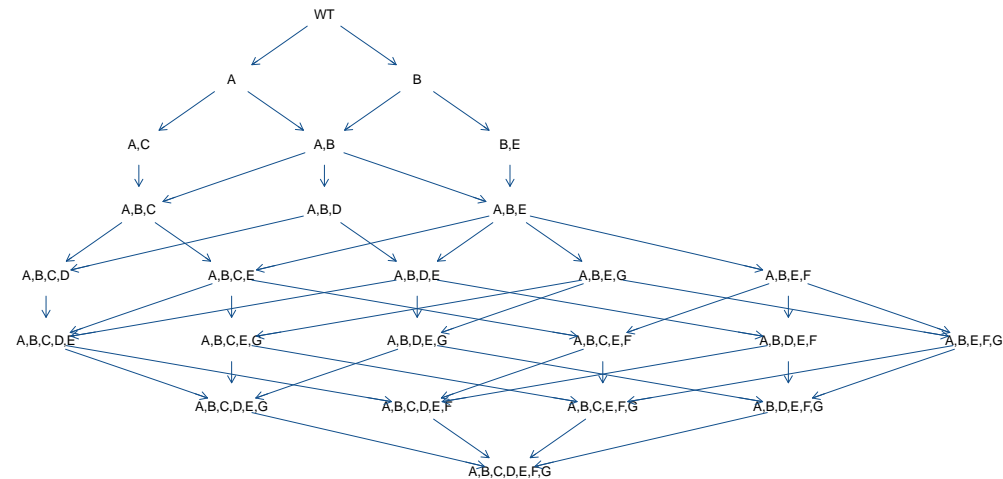 WT
A B
A,C A,B B,E
A,B,C A,B,D A,B,E
A,B,C,D A,B,C,E A,B,D,E A,B,E,G A,B,E,F
A,B,C,D,E A,B,C,E,G A,B,D,E,G A,B,C,E,F A,B,D,E,F A,B,E,F,G
A,B,C,D,E,G A,B,C,D,E,F A,B,C,E,F,G A,B,D,E,F,G
A,B,C,D,E,F,G